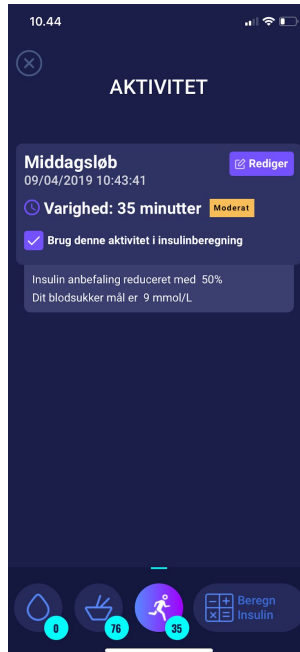 10.44
AKTIVITET
Middagsløb
Rediger
09/04/2019 10:43:41
Varighed: 35 minutter
Moderat
Brug denne aktivitet i insulinberegning
Insulin anbefaling reduceret med 50%
Dit blodsukker mål er 9 mmol/L
0
76
35
Beregn
Insulin